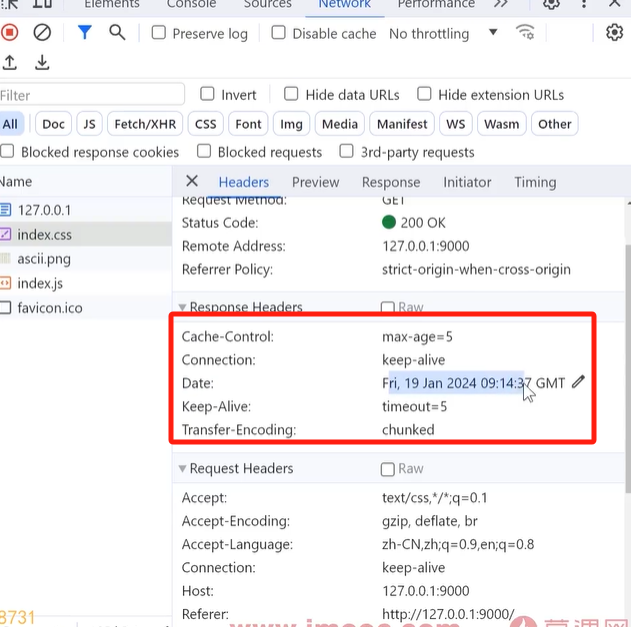 Elements Console Sources Network Performance
Preserve log Disable cache No throttling
Filter Invert Hide data URLs Hide extension URLs
All Doc JS Fetch/XHR CSS Font Img Media Manifest WS Wasm Other
Blocked response cookies Blocked requests 3rd-party requests
Name Headers Preview Response Initiator Timing
127.0.0.1
index.css
ascii.png
index.js
favicon.ico
Request Method: GET
Status Code: 200 OK
Remote Address: 127.0.0.1:9000
Referrer Policy: strict-origin-when-cross-origin
Response Headers Raw
Cache-Control: max-age=5
Connection: keep-alive
Date: Fri, 19 Jan 2024 09:14:37 GMT
Keep-Alive: timeout=5
Transfer-Encoding: chunked
Request Headers Raw
Accept: text/css,*/*;q=0.1
Accept-Encoding: gzip, deflate, br
Accept-Language: zh-CN,zh;q=0.9,en;q=0.8
Connection: keep-alive
Host: 127.0.0.1:9000
Referer: http://127.0.0.1:9000/
8731